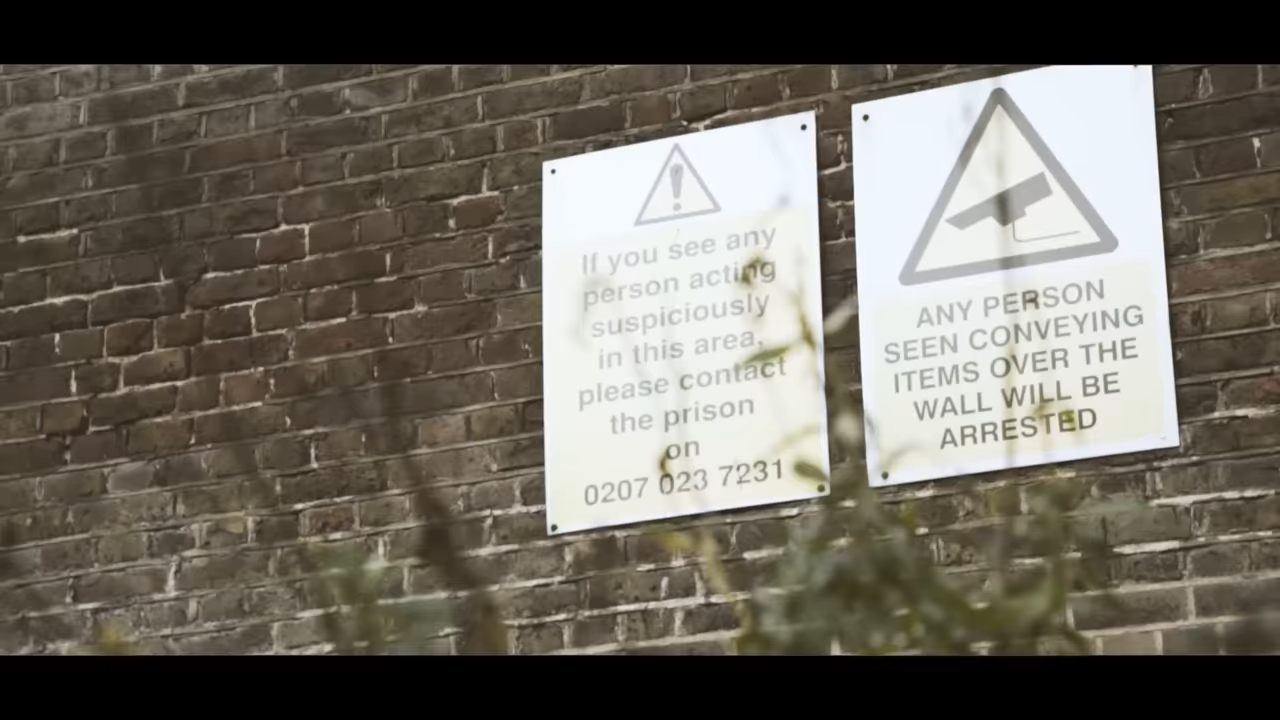 If you see any
person acting
suspiciously
in this area,
please contact
the prison
on
0207 023 7231
ANY PERSON
SEEN CONVEYING
ITEMS OVER THE
WALL WILL BE
ARRESTED